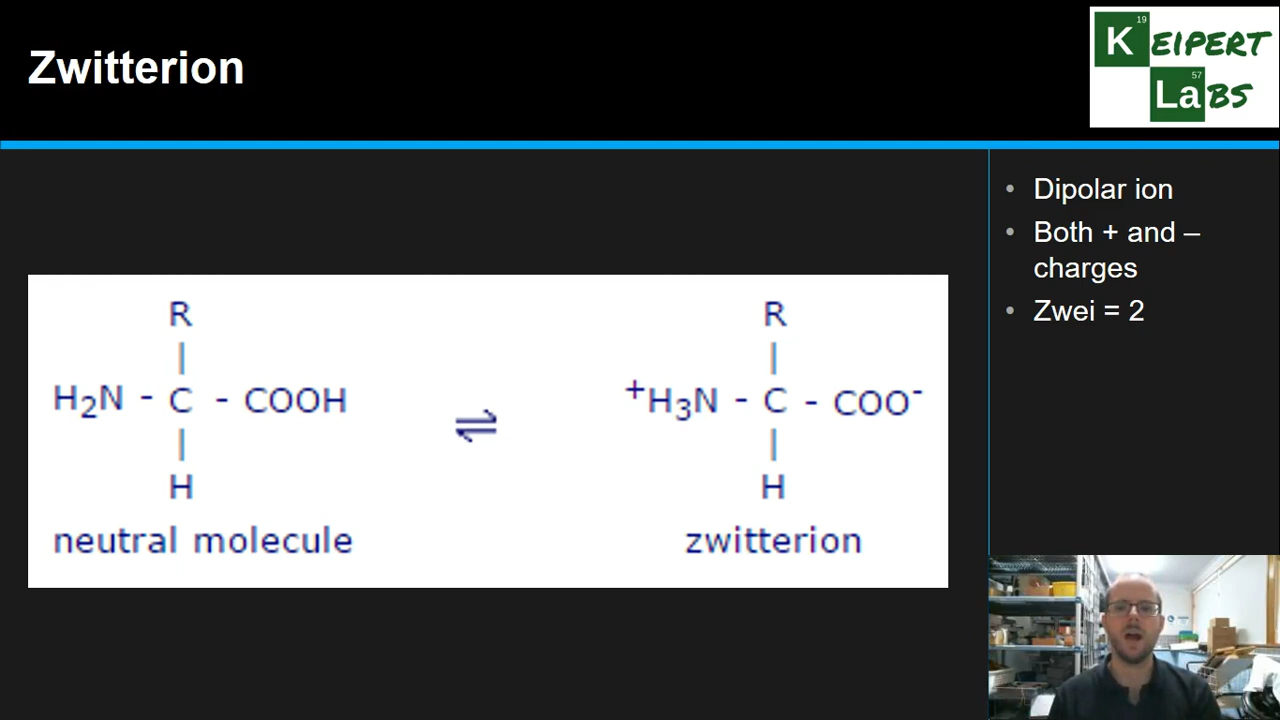 Zwitterion
19
KEIPERT
57
LaBS
• Dipolar ion
• Both + and –
charges
• Zwei = 2
R
|
H₂N - C - COOH
|
H
neutral molecule
⇌
R
|
⁺H₃N - C - COO⁻
|
H
zwitterion